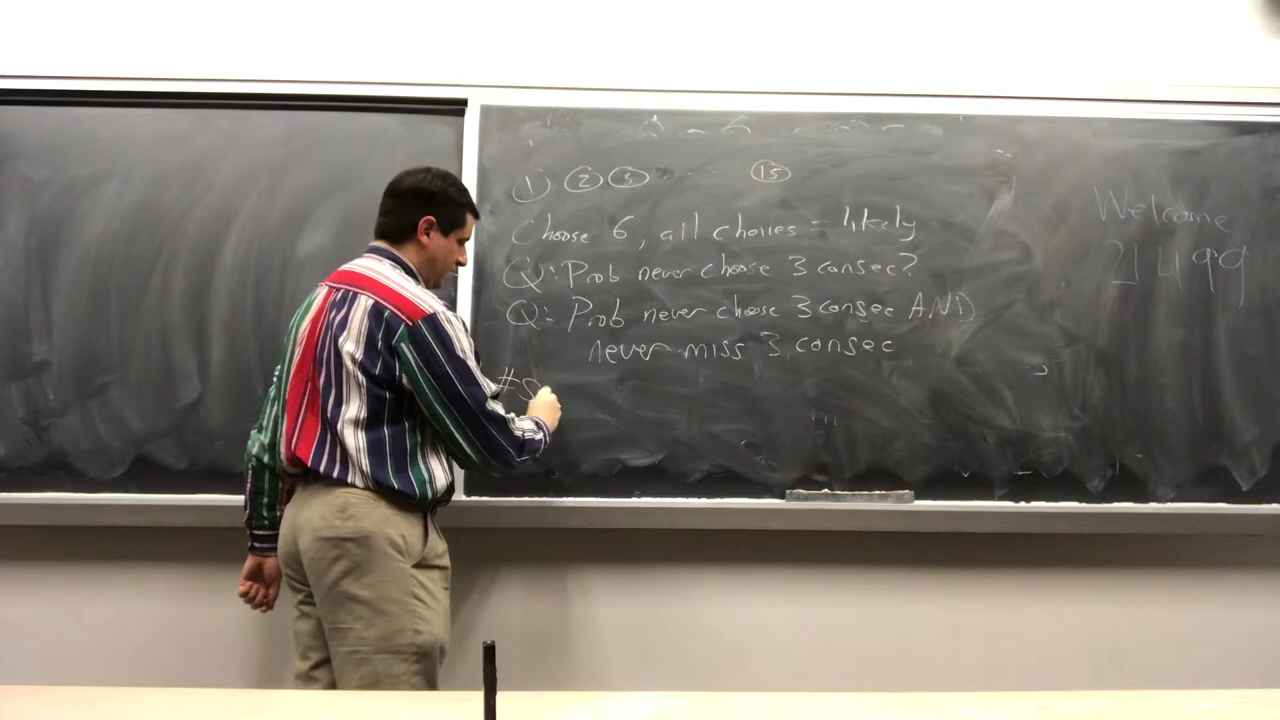 1 2 3 ... 15
Choose 6, all choices = likely
Q: Prob never choose 3 consec?
Q: Prob never choose 3 consec AND
never miss 3 consec
#S
Welcome
21499